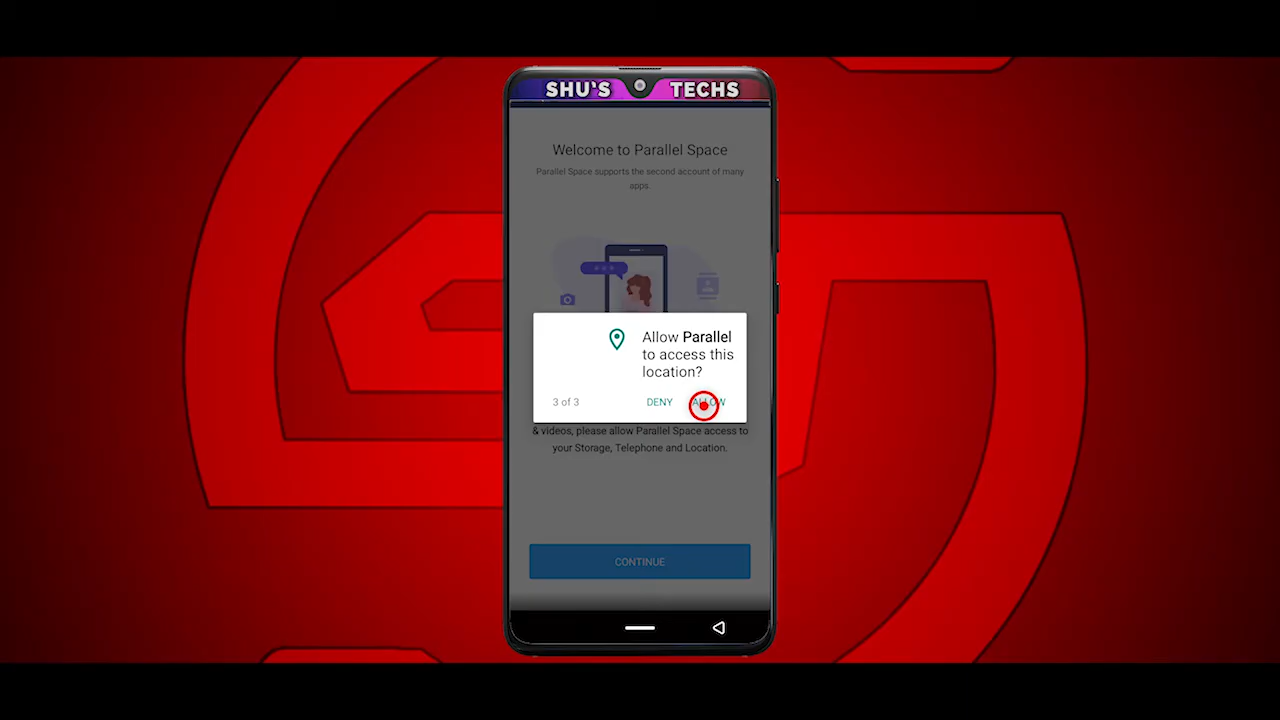 SHU'S TECHS
Welcome to Parallel Space
Parallel Space supports the second account of many
apps.
Allow Parallel
to access this
location?
3 of 3 DENY ALLOW
& videos, please allow Parallel Space access to
your Storage, Telephone and Location.
CONTINUE